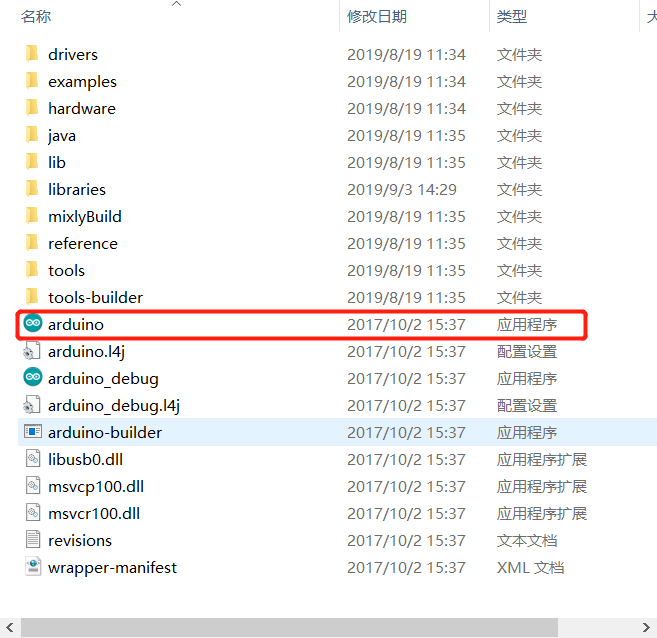 名称 修改日期 类型 大
drivers 2019/8/19 11:34 文件夹
examples 2019/8/19 11:34 文件夹
hardware 2019/8/19 11:34 文件夹
java 2019/8/19 11:35 文件夹
lib 2019/8/19 11:35 文件夹
libraries 2019/9/3 14:29 文件夹
mixlyBuild 2019/8/19 11:35 文件夹
reference 2019/8/19 11:35 文件夹
tools 2019/8/19 11:35 文件夹
tools-builder 2019/8/19 11:35 文件夹
arduino 2017/10/2 15:37 应用程序
arduino.l4j 2017/10/2 15:37 配置设置
arduino_debug 2017/10/2 15:37 应用程序
arduino_debug.l4j 2017/10/2 15:37 配置设置
arduino-builder 2017/10/2 15:37 应用程序
libusb0.dll 2017/10/2 15:37 应用程序扩展
msvcp100.dll 2017/10/2 15:37 应用程序扩展
msvcr100.dll 2017/10/2 15:37 应用程序扩展
revisions 2017/10/2 15:37 文本文档
wrapper-manifest 2017/10/2 15:37 XML 文档